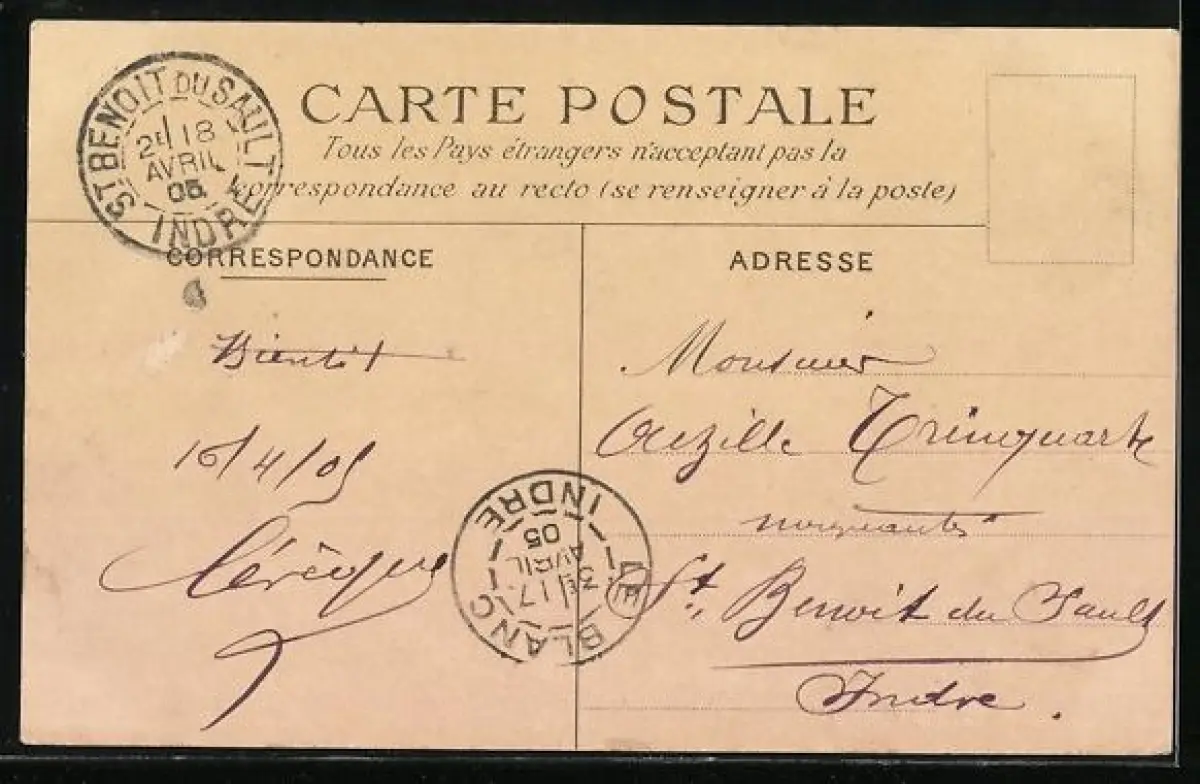 CARTE POSTALE
Tous les Pays étrangers n'acceptant pas la
correspondance au recto (se renseigner à la poste)
ST BENOIT DU SAULT
2E 18
AVRIL
05
INDRE
CORRESPONDANCE
Bientôt
16/4/05
ADRESSE
Monsieur
St. Benoit du Sault
Indre.
LE BLANC
3E 17
AVRIL
05
INDRE